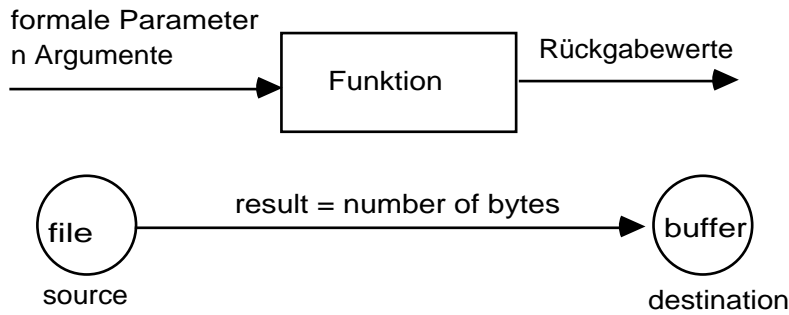 formale Parameter
n Argumente
Funktion
Rückgabewerte
result = number of bytes
file
buffer
source
destination